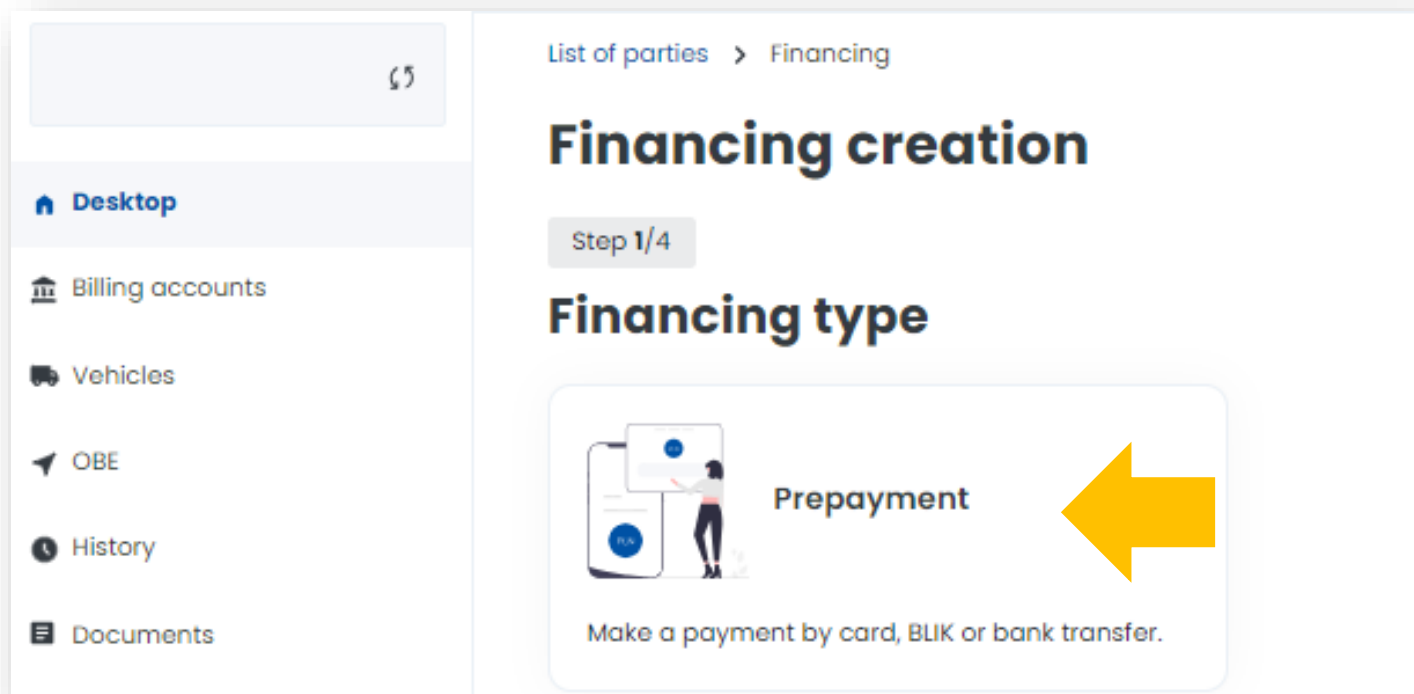 List of parties > Financing
Financing creation
Desktop
Step 1/4
Billing accounts
Financing type
Vehicles
OBE
Prepayment
History
PLN
Documents
Make a payment by card, BLIK or bank transfer.